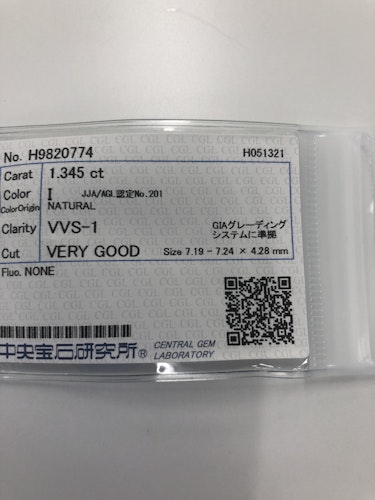 No. H9820774 H051321
Carat 1.345 ct
Color I JJA/AGL認定No.201
ColorOrigin NATURAL
Clarity VVS-1 GIAグレーディング
システムに準拠
Cut VERY GOOD Size 7.19 - 7.24 × 4.28 mm
Fluo. NONE
中央宝石研究所® CENTRAL GEM
LABORATORY